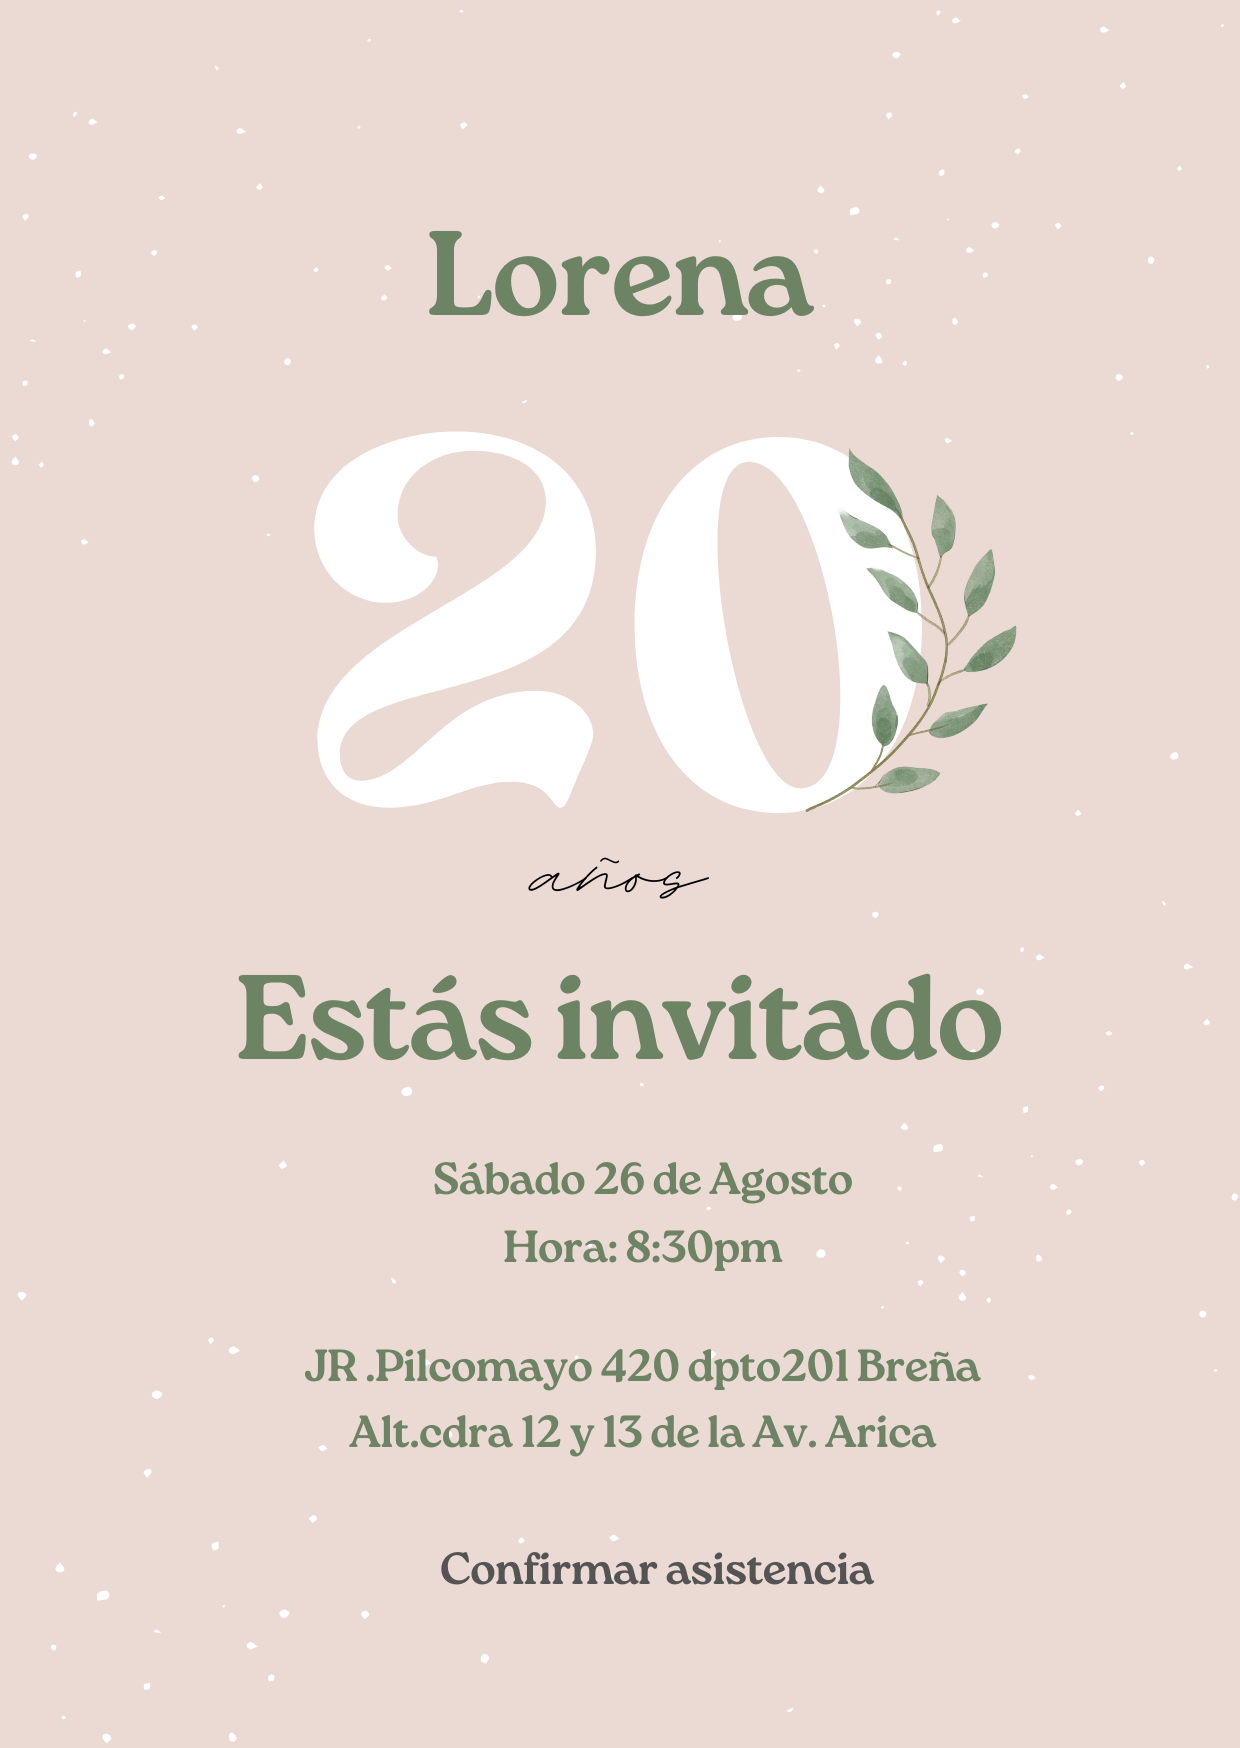 Lorena
20
años
Estás invitado
Sábado 26 de Agosto
Hora: 8:30pm
JR .Pilcomayo 420 dpto201 Breña
Alt.cdra 12 y 13 de la Av. Arica
Confirmar asistencia